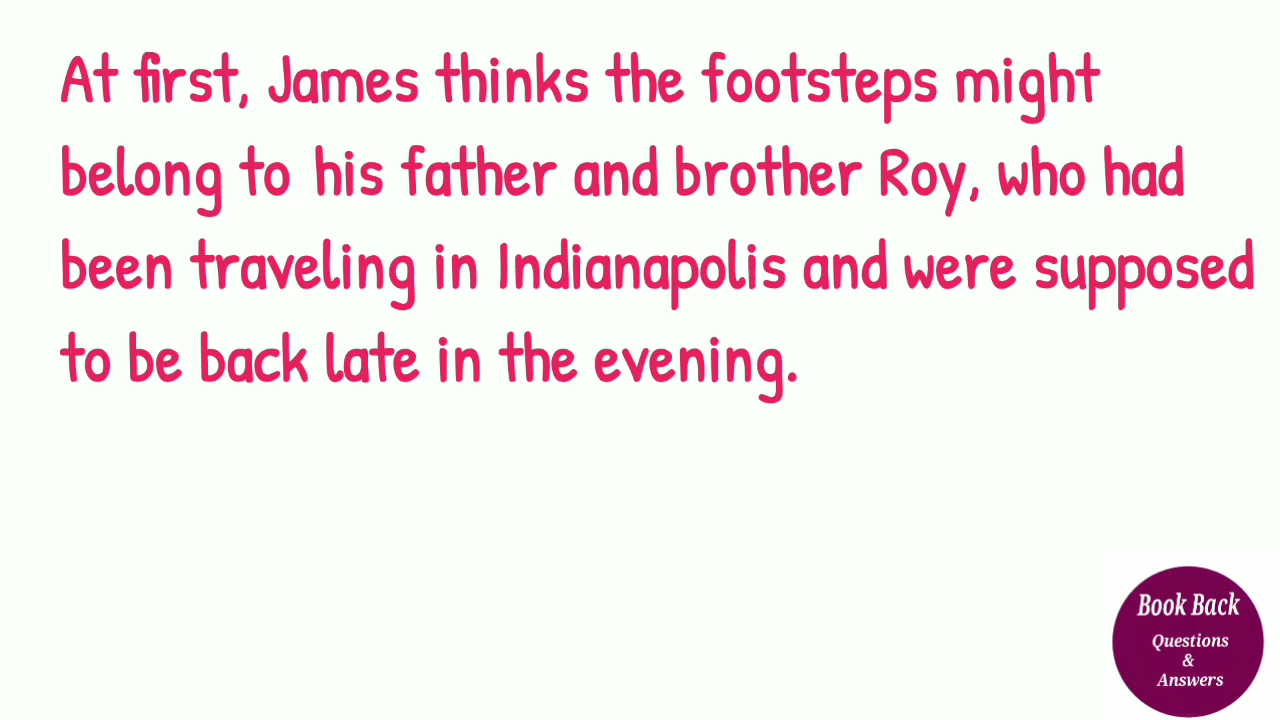 At first, James thinks the footsteps might
belong to his father and brother Roy, who had
been traveling in Indianapolis and were supposed
to be back late in the evening.
Book Back
Questions
&
Answers